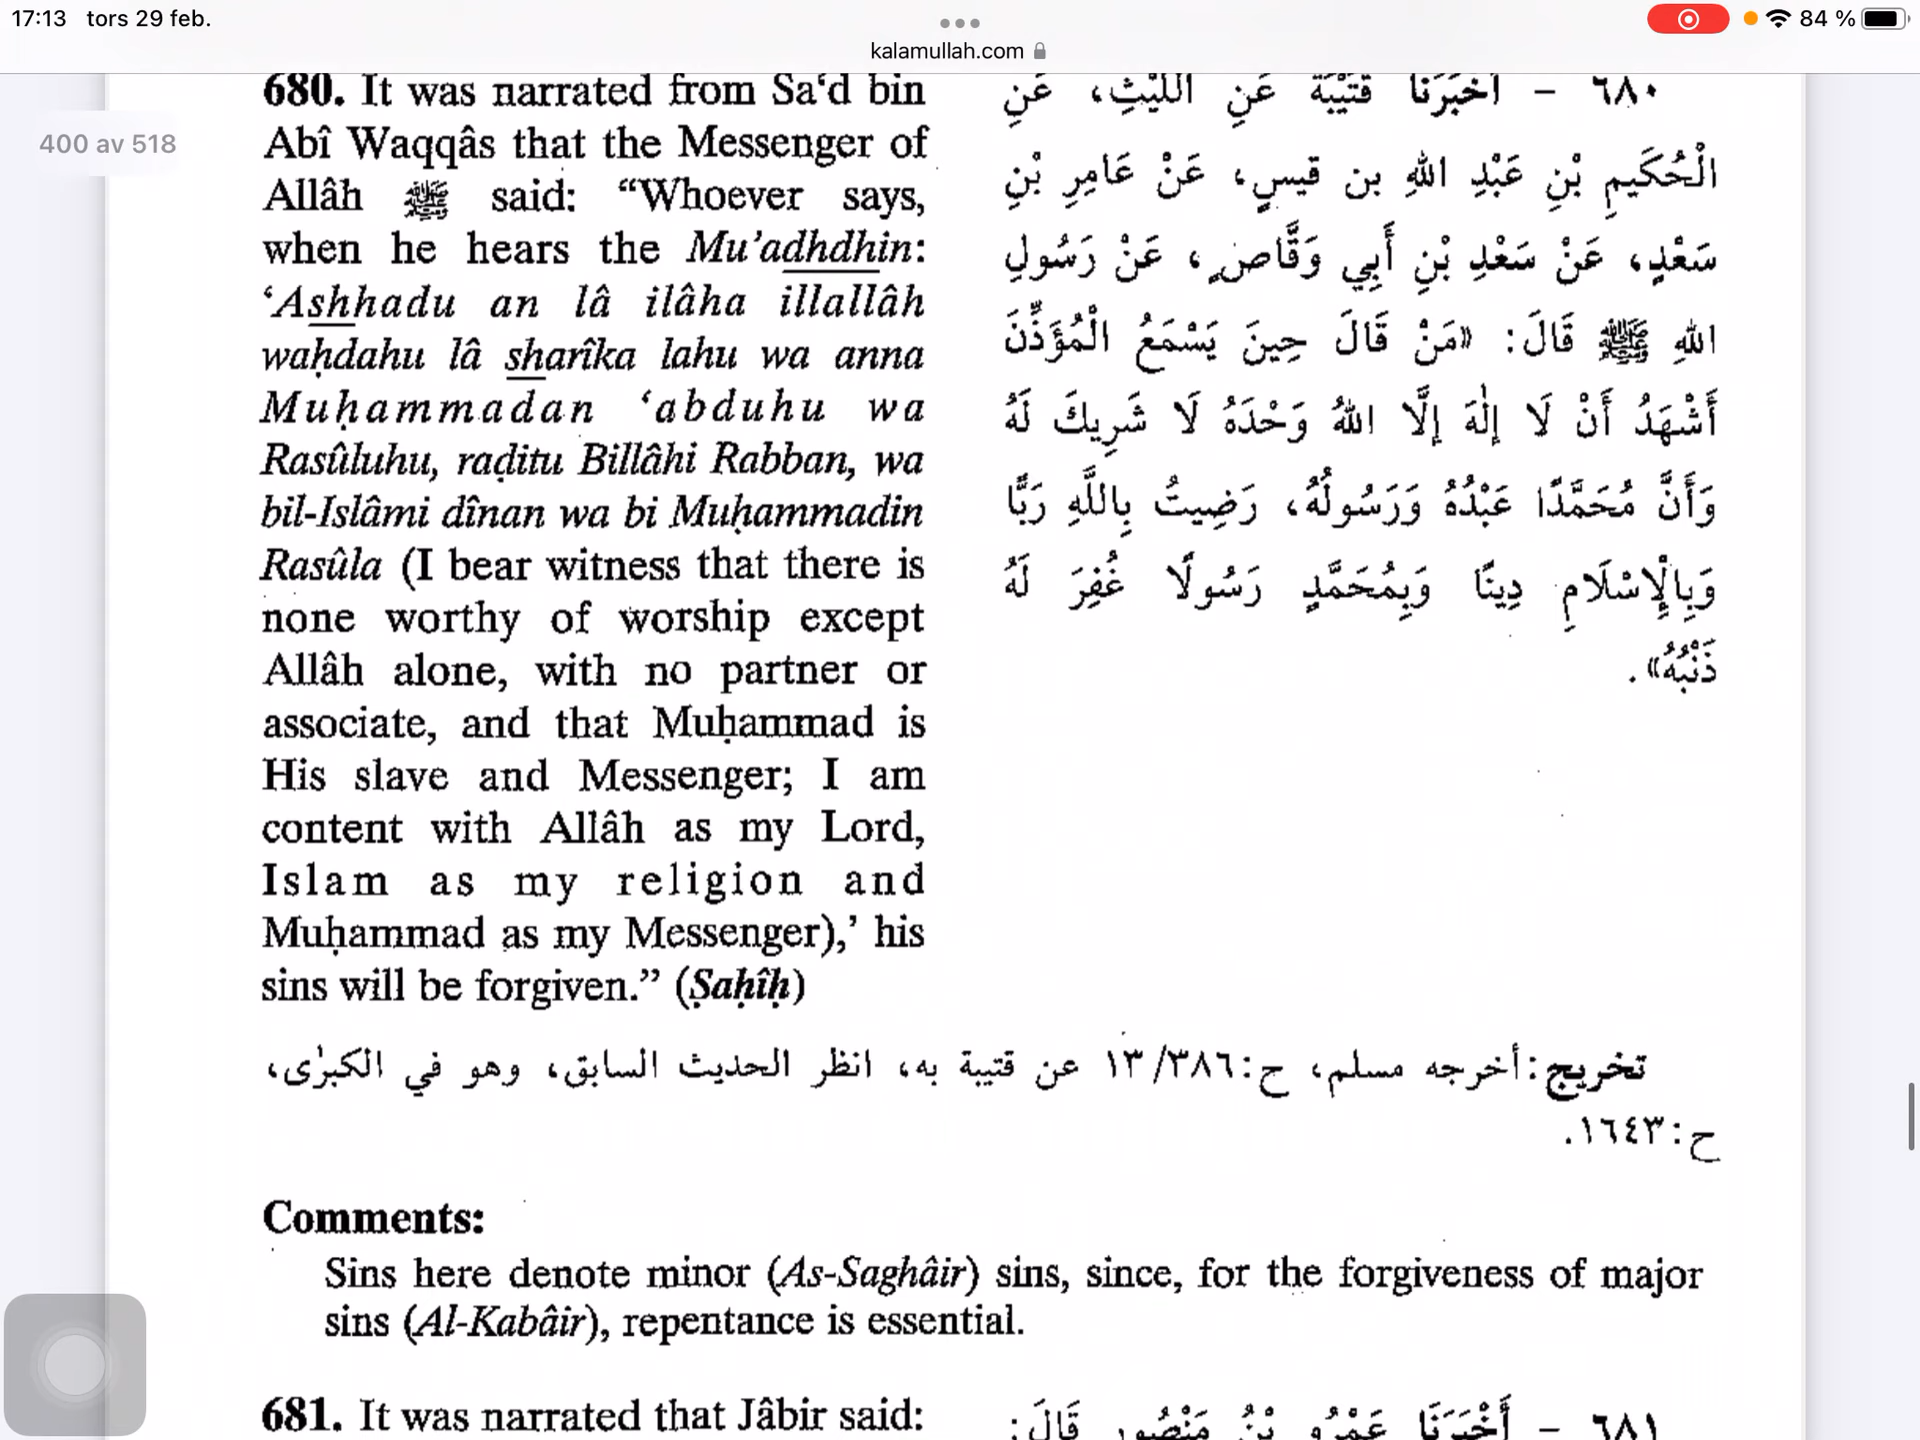 17:13 tors 29 feb.
84 %
kalamullah.com
400 av 518
680. It was narrated from Sa‘d bin
Abî Waqqâs that the Messenger of
Allâh ﷺ said: “Whoever says,
when he hears the Mu’adhdhin:
‘Ashhadu an lâ ilâha illallâh
waḥdahu lâ sharîka lahu wa anna
Muḥammadan ‘abduhu wa
Rasûluhu, raḍitu Billâhi Rabban, wa
bil-Islâmi dînan wa bi Muḥammadin
Rasûla (I bear witness that there is
none worthy of worship except
Allâh alone, with no partner or
associate, and that Muḥammad is
His slave and Messenger; I am
content with Allâh as my Lord,
Islam as my religion and
Muḥammad as my Messenger),’ his
sins will be forgiven.” (Ṣaḥîḥ)
٦٨٠ - أَخْبَرَنَا قُتَيْبَةُ عَنِ اللَّيْثِ، عَنِ
الْحُكَيمِ بْنِ عَبْدِ اللهِ بن قيسٍ، عَنْ عَامِرِ بْنِ
سَعْدٍ، عَنْ سَعْدِ بْنِ أَبِي وَقَّاصٍ، عَنْ رَسُولِ
اللهِ ﷺ قَالَ: «مَنْ قَالَ حِينَ يَسْمَعُ الْمُؤَذِّنَ
أَشْهَدُ أَنْ لَا إِلٰهَ إِلَّا اللهُ وَحْدَهُ لَا شَرِيكَ لَهُ
وَأَنَّ مُحَمَّدًا عَبْدُهُ وَرَسُولُهُ، رَضِيتُ بِاللَّهِ رَبًّا
وَبِالْإِسْلَامِ دِينًا وَبِمُحَمَّدٍ رَسُولًا غُفِرَ لَهُ
ذَنْبُهُ».
تخريج: أخرجه مسلم، ح:٣٨٦/ ١٣ عن قتيبة به، انظر الحديث السابق، وهو في الكبرٰى،
ح:١٦٤٣.
Comments:
Sins here denote minor (As-Saghâir) sins, since, for the forgiveness of major
sins (Al-Kabâir), repentance is essential.
681. It was narrated that Jâbir said:
٦٨١ - أَخْبَرَنَا عَمْرُو بْنُ مَنْصُورٍ قَالَ: